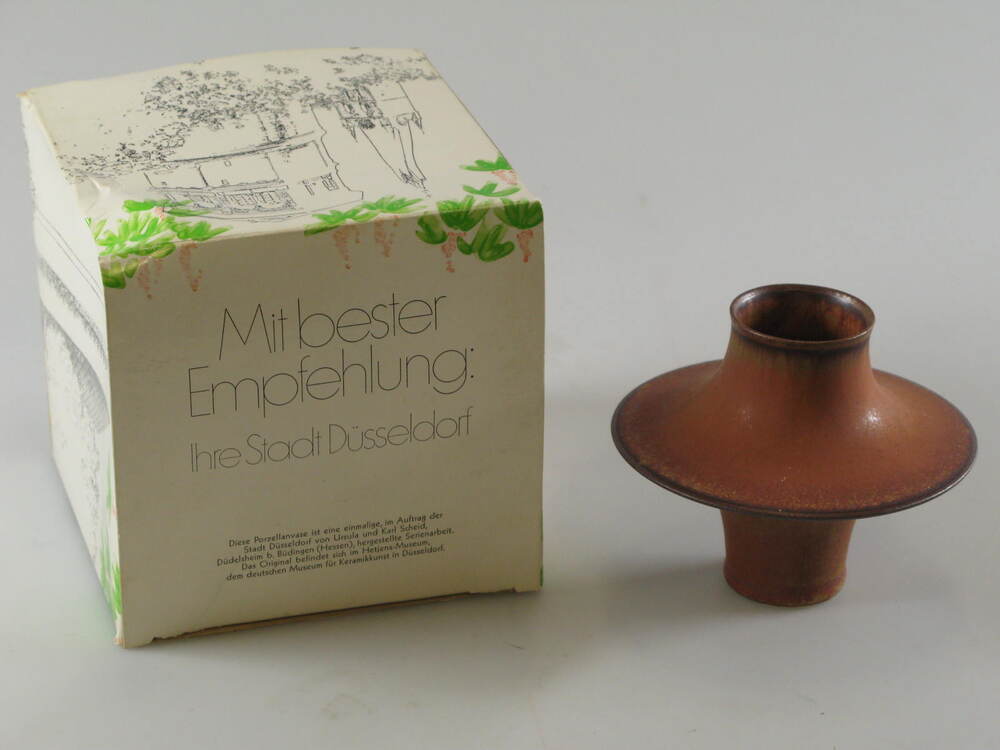 Mit bester
Empfehlung:
Ihre Stadt Düsseldorf
Diese Porzellanvase ist eine einmalige, im Auftrag der
Stadt Düsseldorf von Ursula und Karl Scheid,
Düdelsheim b. Büdingen (Hessen), hergestellte Serienarbeit.
Das Original befindet sich im Hetjens-Museum,
dem deutschen Museum für Keramikkunst in Düsseldorf.